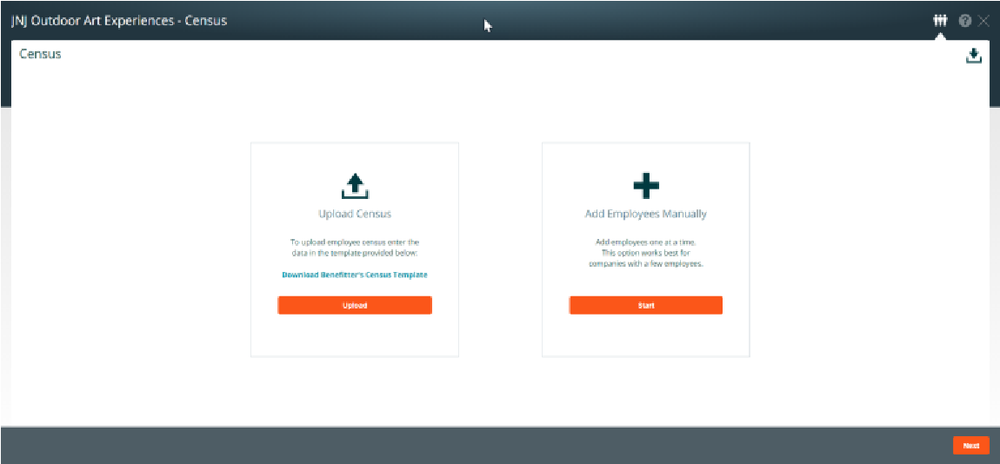 JNJ Outdoor Art Experiences - Census
Census
Upload Census
To upload employee census enter the
data in the template provided below:
Download Benefitter's Census Template
Upload
Add Employees Manually
Add employees one at a time.
This option works best for
companies with a few employees.
Start
Next